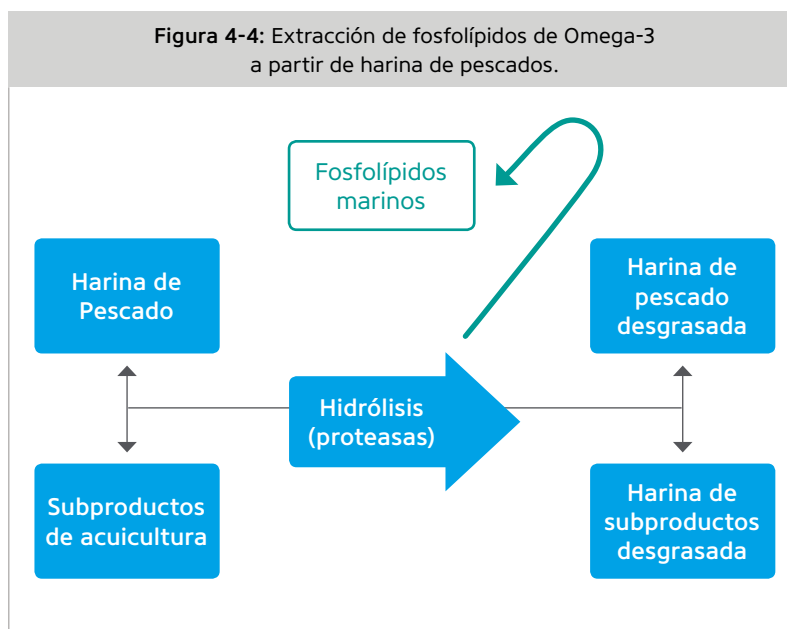 Figura 4-4: Extracción de fosfolípidos de Omega-3
a partir de harina de pescados.
Fosfolípidos
marinos
Harina de
Pescado
Harina de
pescado
desgrasada
Hidrólisis
(proteasas)
Subproductos
de acuicultura
Harina de
subproductos
desgrasada